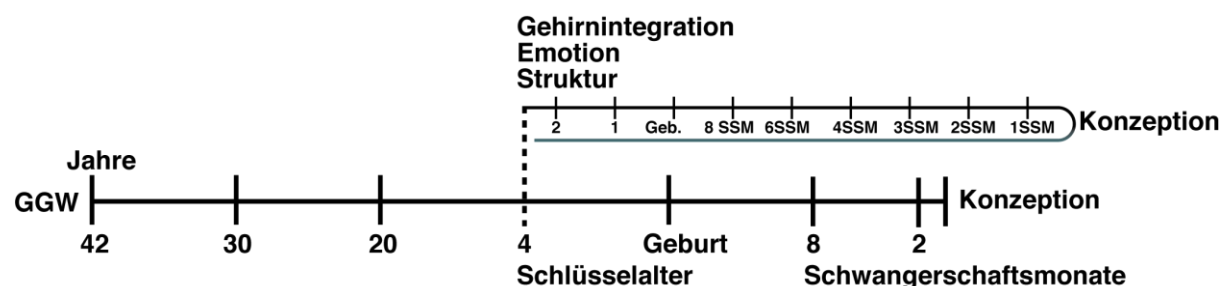 Gehirnintegration
Emotion
Struktur
2 1 Geb. 8 SSM 6SSM 4SSM 3SSM 2SSM 1SSM Konzeption
Jahre
GGW Konzeption
42 30 20 4 Geburt 8 2
Schlüsselalter Schwangerschaftsmonate